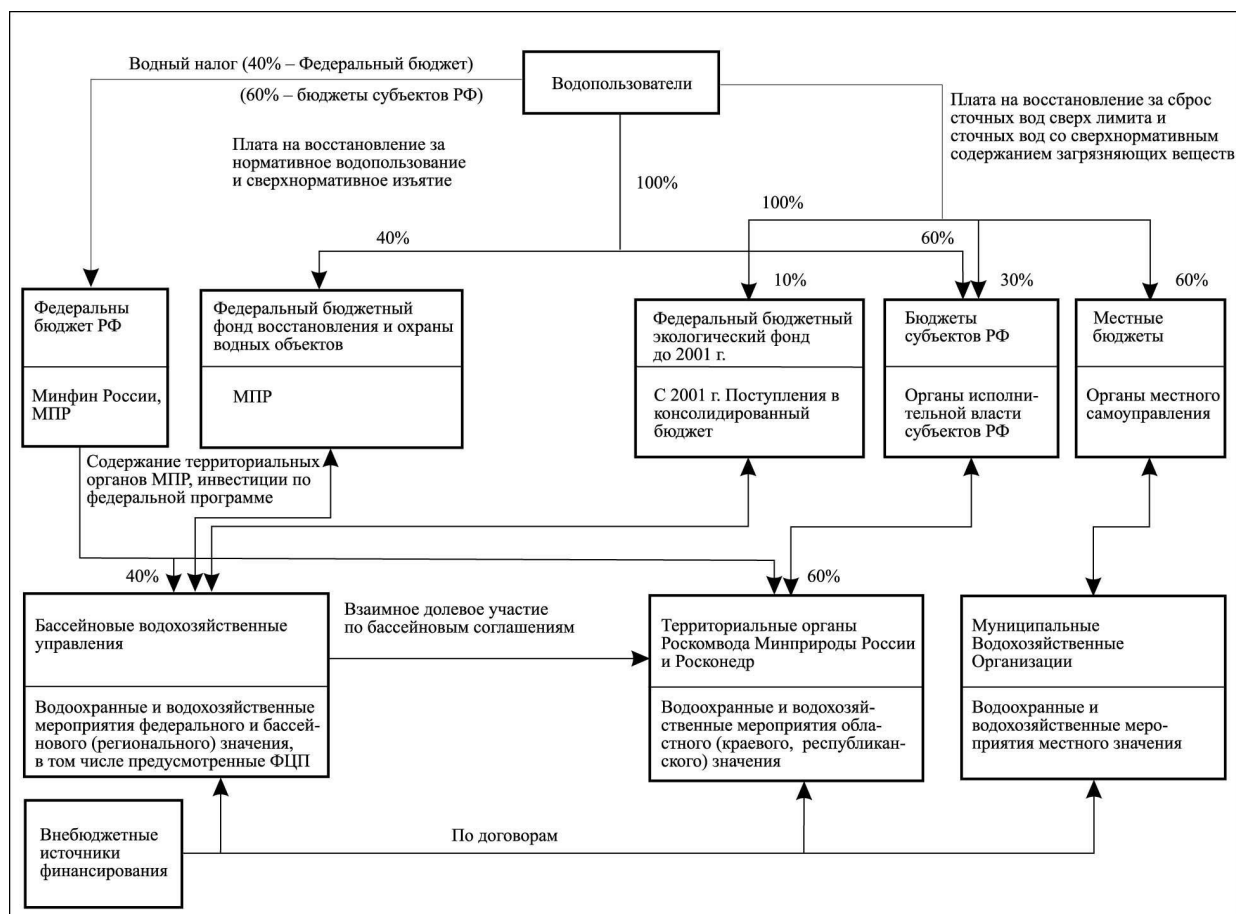 Водный налог (40% – Федеральный бюджет)
(60% – бюджеты субъектов РФ)
Водопользователи
Плата на восстановление за сброс
сточных вод сверх лимита и
сточных вод со сверхнормативным
содержанием загрязняющих веществ
Плата на восстановление за
нормативное водопользование
и сверхнормативное изъятие
100%
100%
40%
60%
10%
30%
60%
Федеральны
бюджет РФ
Минфин России,
МПР
Федеральный бюджетный
фонд восстановления и охраны
водных объектов
МПР
Федеральный бюджетный
экологический фонд
до 2001 г.
С 2001 г. Поступления в
консолидированный
бюджет
Бюджеты
субъектов РФ
Органы исполни-
тельной власти
субъектов РФ
Местные
бюджеты
Органы местного
самоуправления
Содержание территориальных
органов МПР, инвестиции по
федеральной программе
40%
60%
Бассейновые водохозяйственные
управления
Водоохранные и водохозяйственные
мероприятия федерального и бассей-
нового (регионального) значения,
в том числе предусмотренные ФЦП
Взаимное долевое участие
по бассейновым соглашениям
Территориальные органы
Роскомвода Минприроды России
и Росконедр
Водоохранные и водохозяй-
ственные мероприятия обла-
стного (краевого, республикан-
ского) значения
Муниципальные
Водохозяйственные
Организации
Водоохранные и
водохозяйственные меро-
приятия местного значения
Внебюджетные
источники
финансирования
По договорам